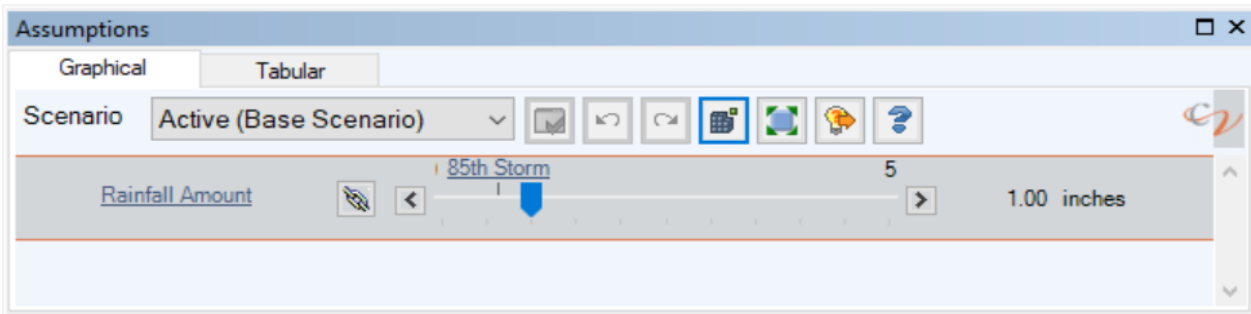 Assumptions
Graphical Tabular
Scenario Active (Base Scenario)
85th Storm 5
Rainfall Amount 1.00 inches